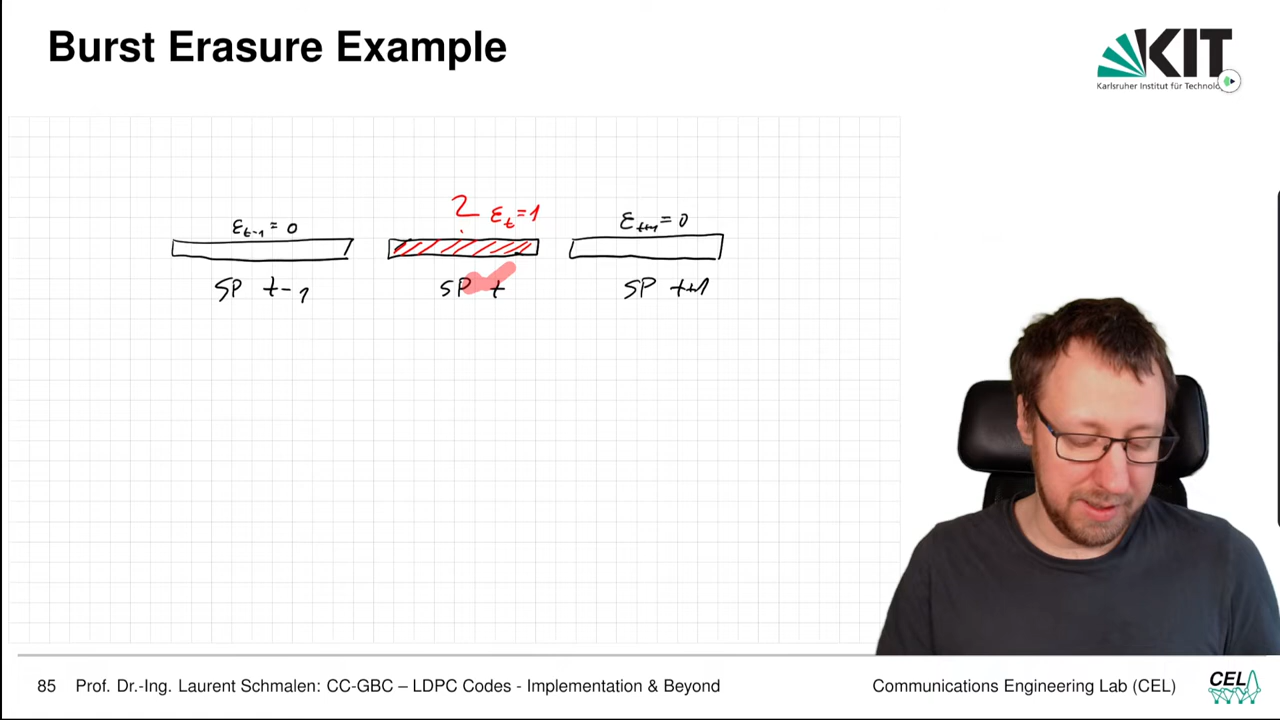 Burst Erasure Example
KIT
Karlsruher Institut für Technolo
2 ε_t = 1
ε_{t-1} = 0
ε_{t+1} = 0
SP t-1
SP t
SP t+1
85 Prof. Dr.-Ing. Laurent Schmalen: CC-GBC – LDPC Codes - Implementation & Beyond
Communications Engineering Lab (CEL)
CEL